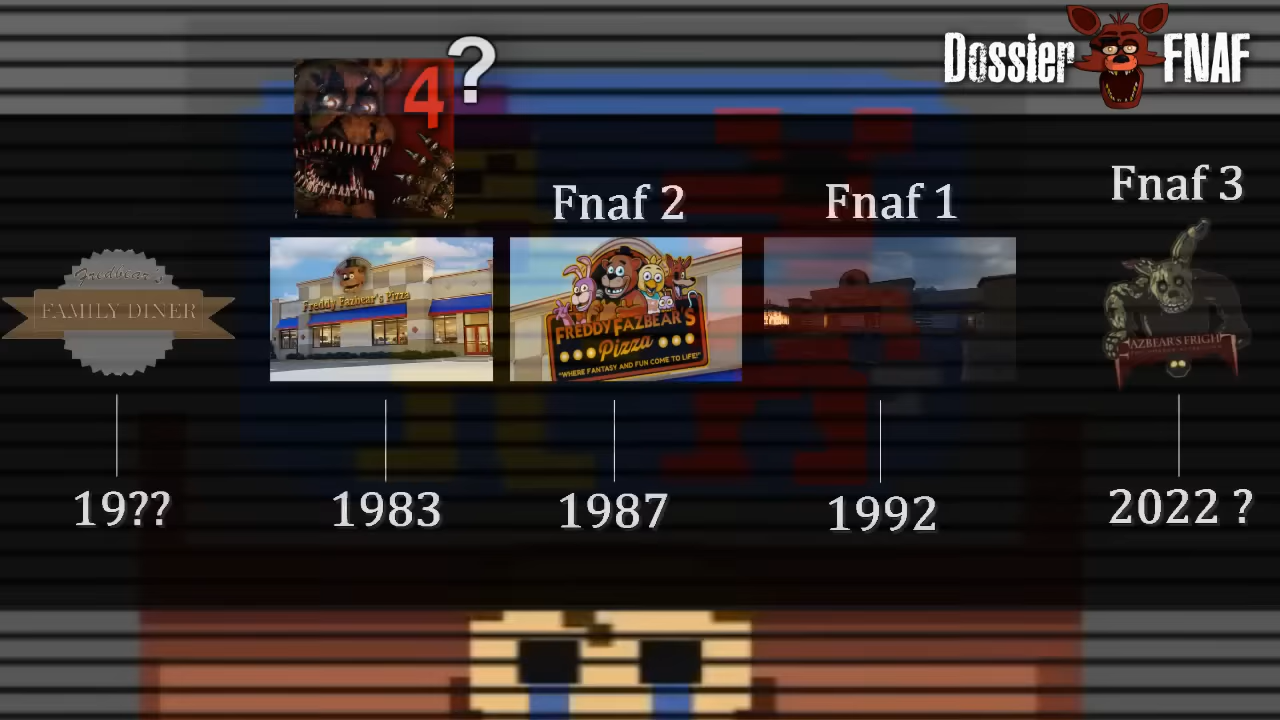 Dossier FNAF
4 ?
Fnaf 2
Fnaf 1
Fnaf 3
Fredbear's
FAMILY DINER
Freddy Fazbear's Pizza
FREDDY FAZBEAR'S
Pizza
"WHERE FANTASY AND FUN COME TO LIFE!"
AZBEAR'S FRIGH
19??
1983
1987
1992
2022 ?